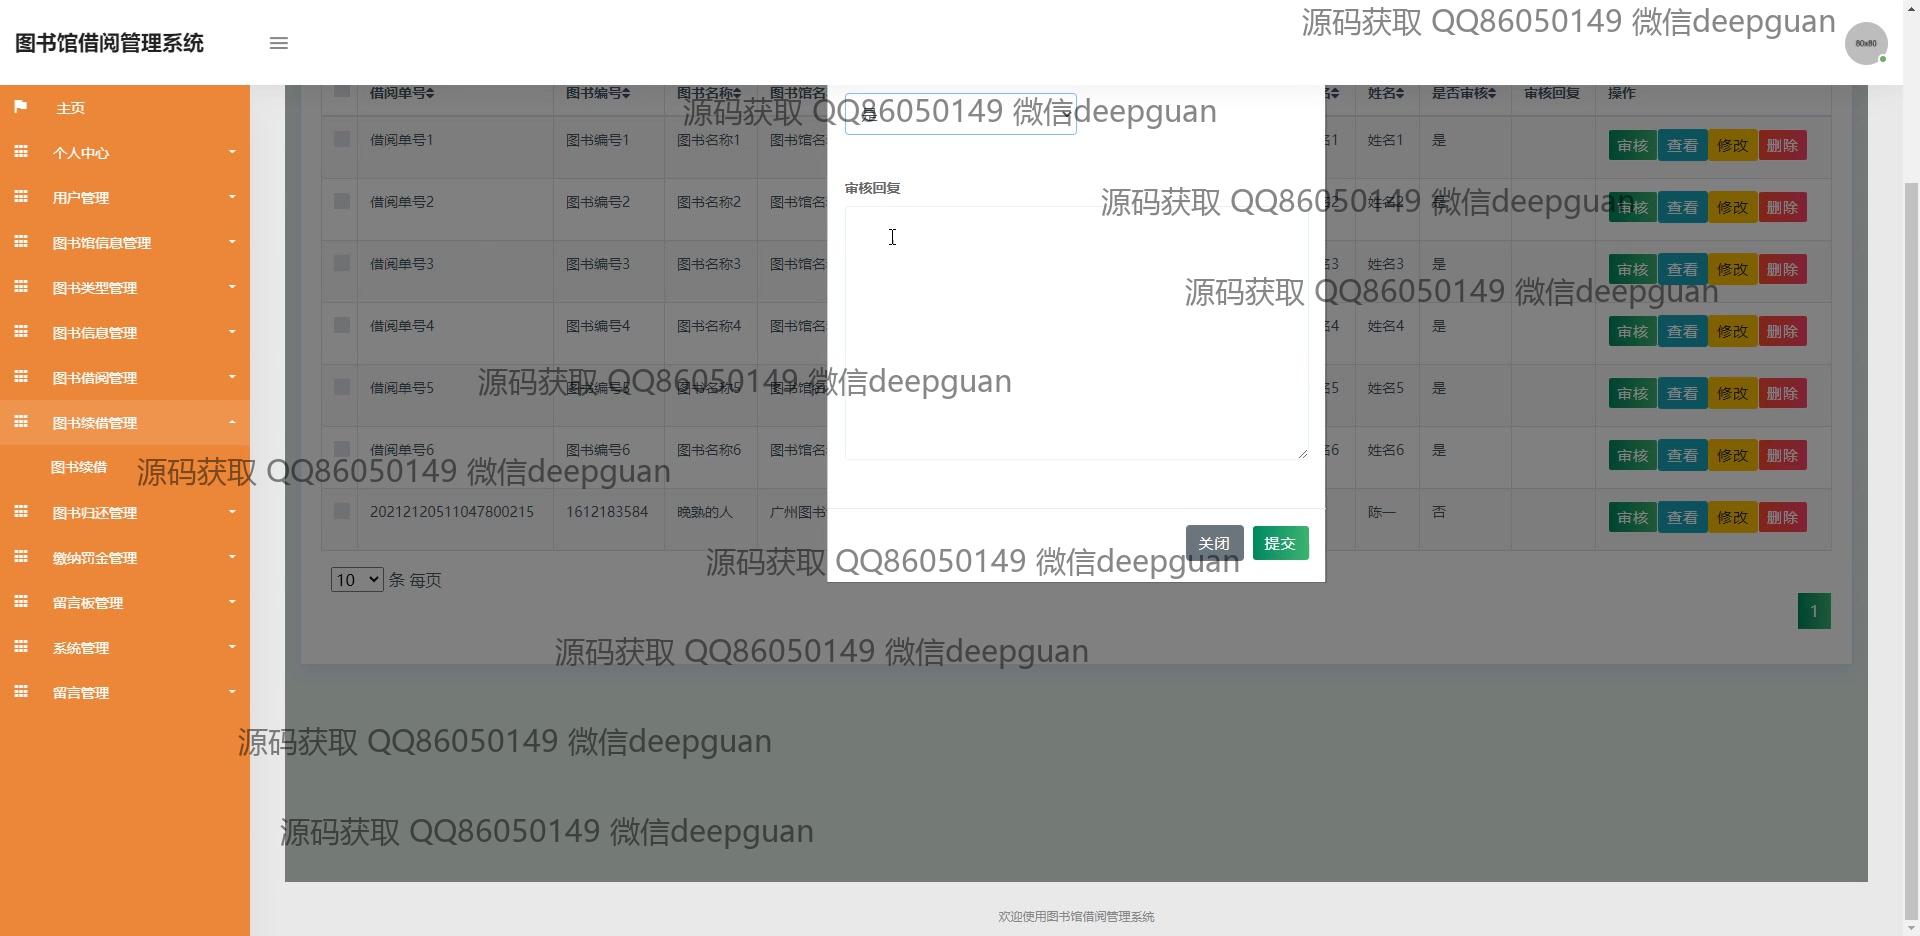 图书馆借阅管理系统
源码获取 QQ86050149 微信deepguan
80x80
主页
个人中心
用户管理
图书馆信息管理
图书类型管理
图书信息管理
图书借阅管理
图书续借管理
图书续借
图书归还管理
缴纳罚金管理
留言板管理
系统管理
留言管理
借阅单号 图书编号 图书名称 图书馆名 姓名 是否审核 审核回复 操作
源码获取 QQ86050149 微信deepguan
是
借阅单号1 图书编号1 图书名称1 图书馆名 1 姓名1 是 审核 查看 修改 删除
审核回复
源码获取 QQ86050149 微信deepguan
借阅单号2 图书编号2 图书名称2 图书馆名 姓名2 是 审核 查看 修改 删除
借阅单号3 图书编号3 图书名称3 图书馆名 3 姓名3 是 审核 查看 修改 删除
源码获取 QQ86050149 微信deepguan
借阅单号4 图书编号4 图书名称4 图书馆名 4 姓名4 是 审核 查看 修改 删除
借阅单号5 图书编号5 图书名称5 图书馆名 5 姓名5 是 审核 查看 修改 删除
源码获取 QQ86050149 微信deepguan
借阅单号6 图书编号6 图书名称6 图书馆名 6 姓名6 是 审核 查看 修改 删除
源码获取 QQ86050149 微信deepguan
20212120511047800215 1612183584 晚熟的人 广州图书 陈一 否 审核 查看 修改 删除
关闭 提交
源码获取 QQ86050149 微信deepguan
10 条 每页
1
源码获取 QQ86050149 微信deepguan
源码获取 QQ86050149 微信deepguan
源码获取 QQ86050149 微信deepguan
欢迎使用图书馆借阅管理系统